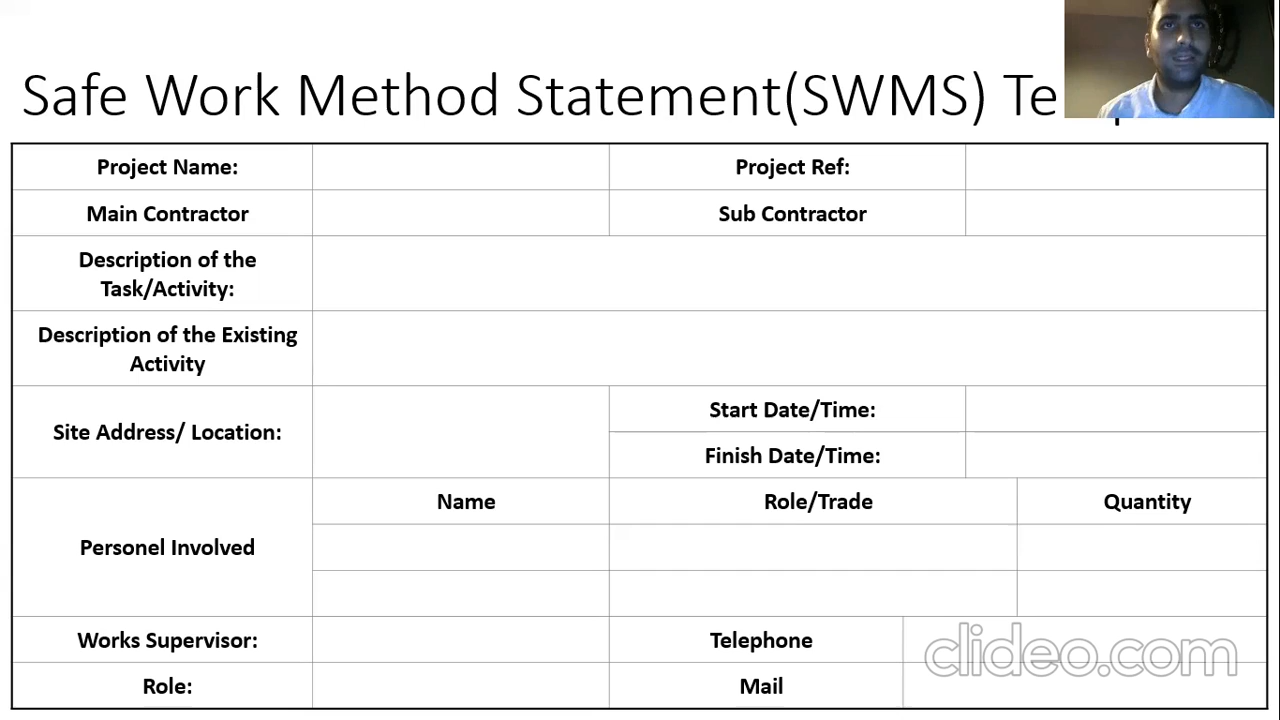 Safe Work Method Statement(SWMS)
Project Name:
Project Ref:
Main Contractor
Sub Contractor
Description of the
Task/Activity:
Description of the Existing
Activity
Site Address/ Location:
Start Date/Time:
Finish Date/Time:
Personel Involved
Name
Role/Trade
Quantity
Works Supervisor:
Telephone
Role:
Mail
clideo.com